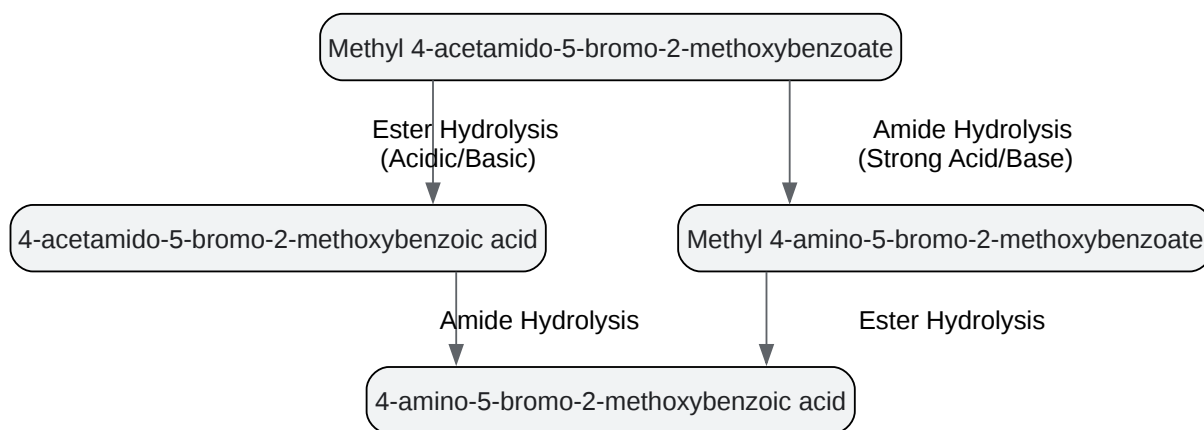 Methyl 4-acetamido-5-bromo-2-methoxybenzoate
Ester Hydrolysis
(Acidic/Basic)
Amide Hydrolysis
(Strong Acid/Base)
4-acetamido-5-bromo-2-methoxybenzoic acid
Methyl 4-amino-5-bromo-2-methoxybenzoate
Amide Hydrolysis
Ester Hydrolysis
4-amino-5-bromo-2-methoxybenzoic acid